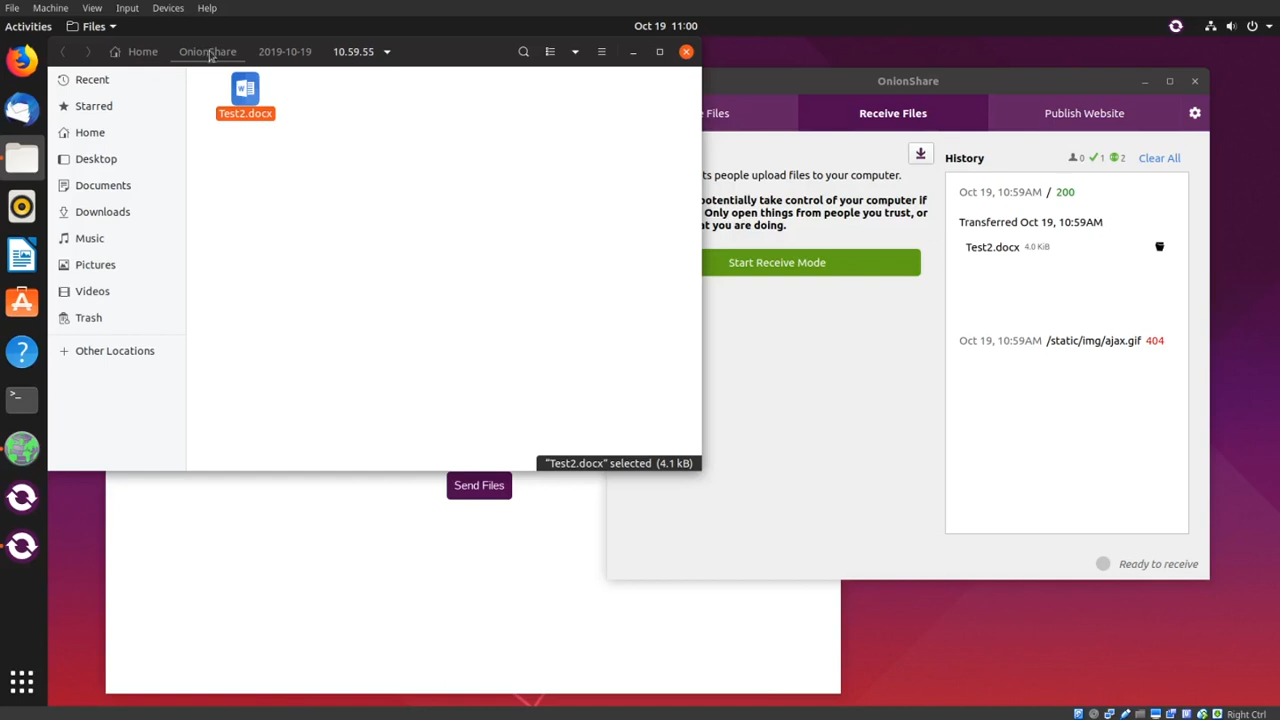 File Machine View Input Devices Help
Activities Files Oct 19 11:00
Home OnionShare 2019-10-19 10.59.55
Recent
Starred
Home
Desktop
Documents
Downloads
Music
Pictures
Videos
Trash
Other Locations
Test2.docx
"Test2.docx" selected (4.1 kB)
Send Files
OnionShare
e Files Receive Files Publish Website
ts people upload files to your computer.
potentially take control of your computer if
Only open things from people you trust, or
at you are doing.
Start Receive Mode
History 0 1 2 Clear All
Oct 19, 10:59AM / 200
Transferred Oct 19, 10:59AM
Test2.docx 4.0 KiB
Oct 19, 10:59AM /static/img/ajax.gif 404
Ready to receive
Right Ctrl